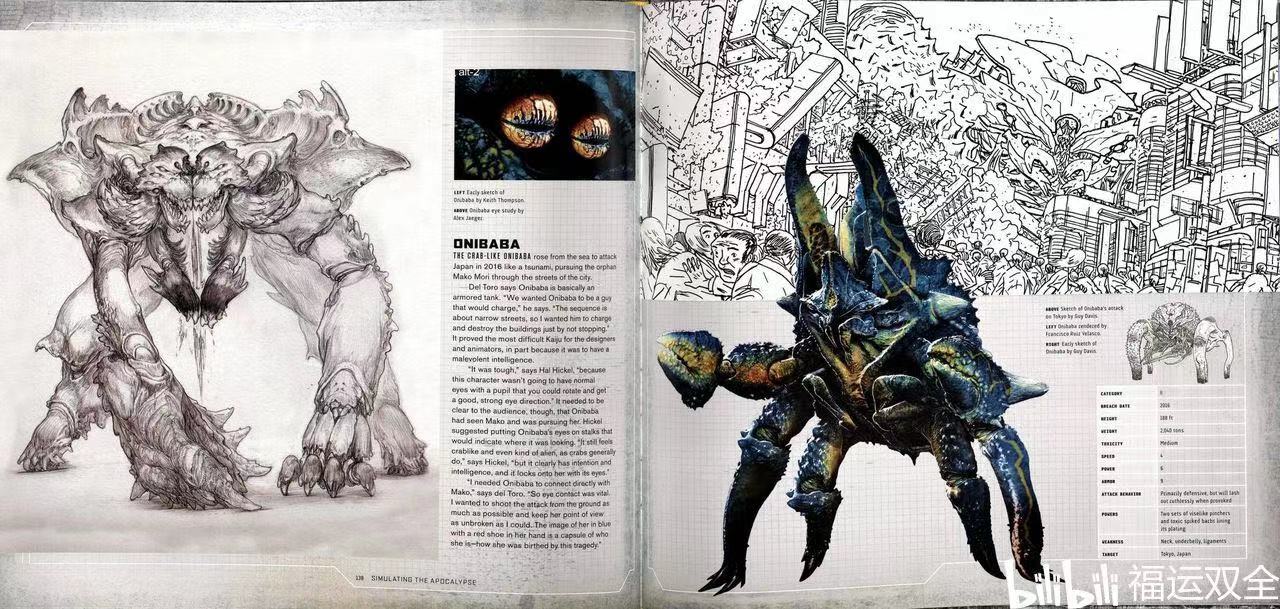 alt-2
LEFT Early sketch of
Onibaba by Keith Thompson.
ABOVE Onibaba eye study by
Alex Jaeger.
ONIBABA
THE CRAB-LIKE ONIBABA rose from the sea to attack
Japan in 2016 like a tsunami, pursuing the orphan
Mako Mori through the streets of the city.
Del Toro says Onibaba is basically an
armored tank. “We wanted Onibaba to be a guy
that would charge,” he says. “The sequence is
about narrow streets, so I wanted him to charge
and destroy the buildings just by not stopping.”
It proved the most difficult Kaiju for the designers
and animators, in part because it was to have a
malevolent intelligence.
“It was tough,” says Hal Hickel, “because
this character wasn’t going to have normal
eyes with a pupil that you could rotate and get
a good, strong eye direction.” It needed to be
clear to the audience, though, that Onibaba
had seen Mako and was pursuing her. Hickel
suggested putting Onibaba’s eyes on stalks that
would indicate where it was looking. “It still feels
crablike and even kind of alien, as crabs generally
do,” says Hickel, “but it clearly has intention and
intelligence, and it locks onto her with its eyes.”
“I needed Onibaba to connect directly with
Mako,” says del Toro. “So eye contact was vital.
I wanted to shoot the attack from the ground as
much as possible and keep her point of view
as unbroken as I could. The image of her in blue
with a red shoe in her hand is a capsule of who
she is—how she was birthed by this tragedy.”
138 SIMULATING THE APOCALYPSE
ABOVE Sketch of Onibaba’s attack
on Tokyo by Guy Davis.
LEFT Onibaba rendered by
Francisco Ruiz Velasco.
RIGHT Early sketch of
Onibaba by Guy Davis.
CATEGORY II
BREACH DATE 2016
HEIGHT 188 ft
WEIGHT 2,040 tons
TOXICITY Medium
SPEED 4
POWER 6
ARMOR 9
ATTACK BEHAVIOR Primarily defensive, but will lash
out ruthlessly when provoked
POWERS Two sets of viselike pinchers
and toxic spiked barbs lining
its plating
WEAKNESS Neck, underbelly, ligaments
TARGET Tokyo, Japan
bilibili 福运双全